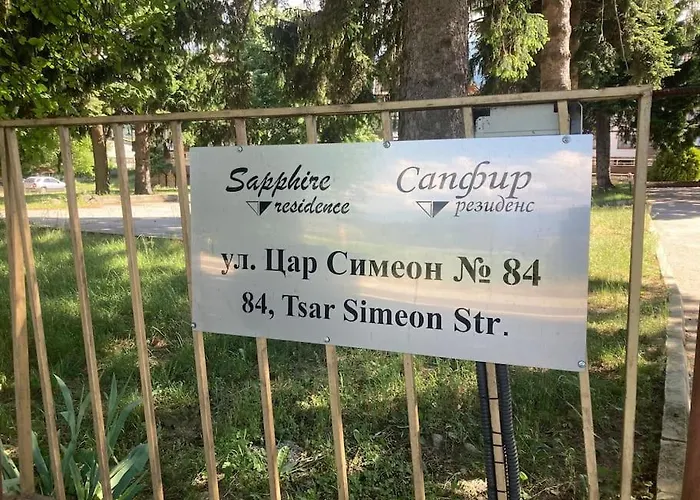 Sapphire
residence
Сапфир
резиденс
ул. Цар Симеон № 84
84, Tsar Simeon Str.